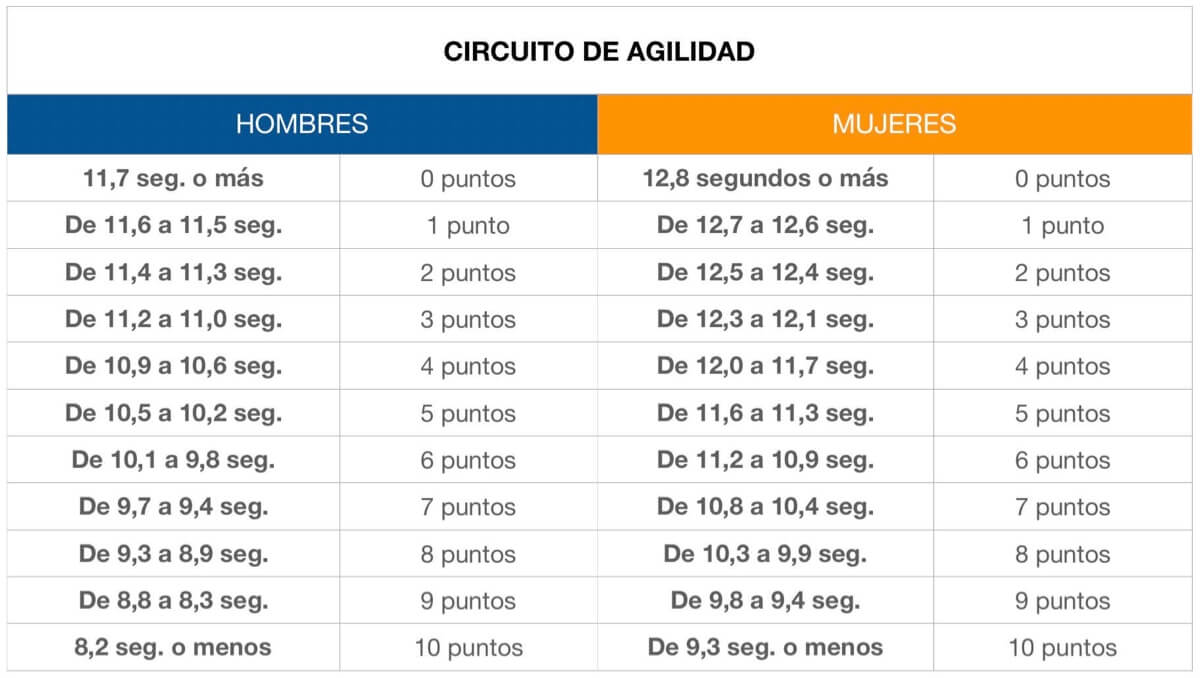 CIRCUITO DE AGILIDAD
HOMBRES MUJERES
11,7 seg. o más 0 puntos 12,8 segundos o más 0 puntos
De 11,6 a 11,5 seg. 1 punto De 12,7 a 12,6 seg. 1 punto
De 11,4 a 11,3 seg. 2 puntos De 12,5 a 12,4 seg. 2 puntos
De 11,2 a 11,0 seg. 3 puntos De 12,3 a 12,1 seg. 3 puntos
De 10,9 a 10,6 seg. 4 puntos De 12,0 a 11,7 seg. 4 puntos
De 10,5 a 10,2 seg. 5 puntos De 11,6 a 11,3 seg. 5 puntos
De 10,1 a 9,8 seg. 6 puntos De 11,2 a 10,9 seg. 6 puntos
De 9,7 a 9,4 seg. 7 puntos De 10,8 a 10,4 seg. 7 puntos
De 9,3 a 8,9 seg. 8 puntos De 10,3 a 9,9 seg. 8 puntos
De 8,8 a 8,3 seg. 9 puntos De 9,8 a 9,4 seg. 9 puntos
8,2 seg. o menos 10 puntos De 9,3 seg. o menos 10 puntos